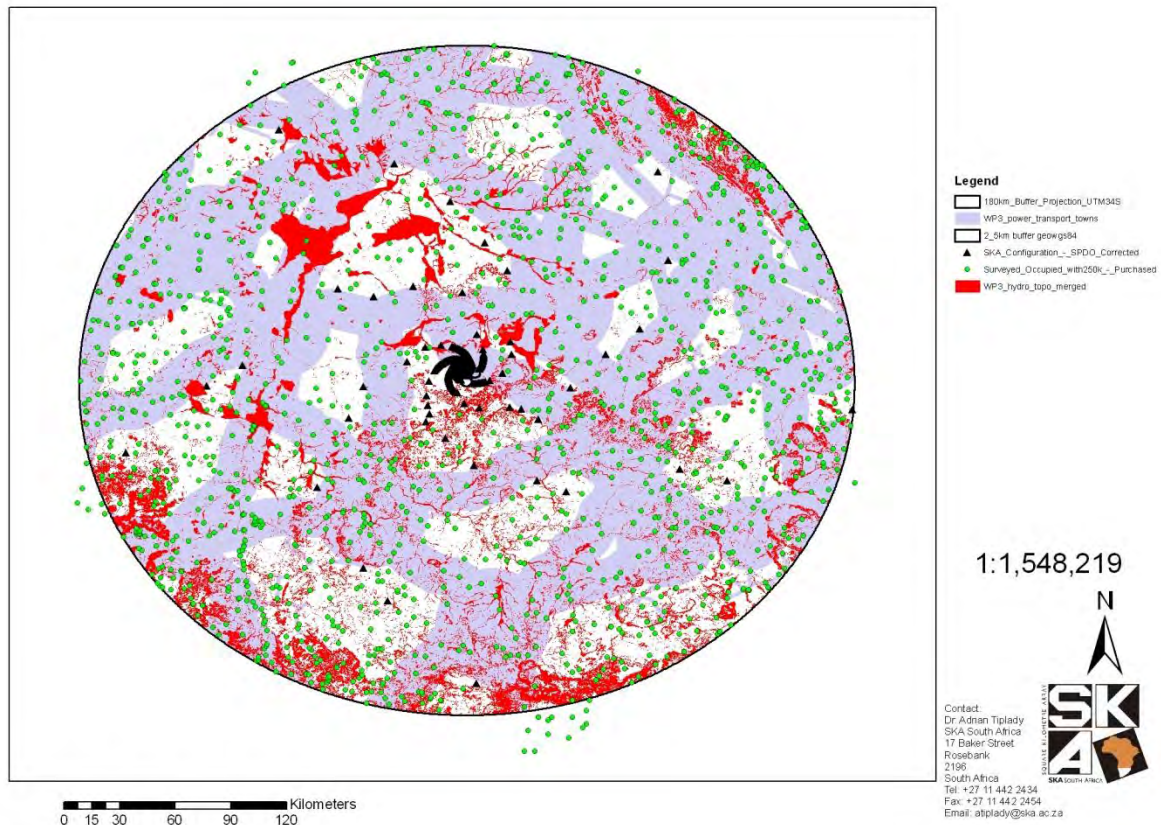 Legend
180km_Buffer_Projection_UTM34S
WP3_power_transport_towns
2_5km buffer geowgs84
SKA_Configuration_-_SPDO_Corrected
Surveyed_Occupied_with250k_-_Purchased
WP3_hydro_topo_merged
1:1,548,219
N
Contact:
Dr Adrian Tiplady
SKA South Africa
17 Baker Street
Rosebank
2196
South Africa
Tel: +27 11 442 2434
Fax: +27 11 442 2454
Email: atiplady@ska.ac.za
SQUARE KILOMETRE ARRAY
SK
A
SKA SOUTH AFRICA
Kilometers
0 15 30 60 90 120